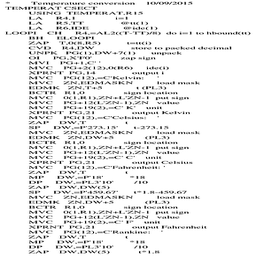 *        Temperature conversion     10/09/2015
TEMPERAT CSECT
         USING  TEMPERAT,R15
         LA     R4,1               i=1
         LA     R5,TT              @tt(1)
         LA     R6,IDE             @ide(1)
LOOPI    CH     R4,=AL2((T-TT)/8)  do i=1 to hbound(tt)
         BH     ELOOPI
         ZAP    T,0(8,R5)          t=tt(i)
         CVD    R4,DW              store to packed decimal
         UNPK   PG(1),DW+7(1)      unpack
         OI     PG,X'F0'           zap sign
         MVI    PG+1,C' '
         MVC    PG+2(12),0(R6)     ide(i)
         XPRNT  PG,14              output i
         MVC    PG(12),=C'Kelvin: '
         MVC    ZN,EDMASKN         load mask
         EDMK   ZN,T+5             t (PL3)
         BCTR   R1,0               sign location
         MVC    0(1,R1),ZN+L'ZN-1  put sign
         MVC    PG+12(L'ZN-1),ZN   value
         MVC    PG+19(2),=C' K'    unit
         XPRNT  PG,21              output Kelvin
         MVC    PG(12),=C'Celsius: '
         ZAP    DW,T
         SP     DW,=P'273.15'      t-273.15
         MVC    ZN,EDMASKN         load mask
         EDMK   ZN,DW+5            (PL3)
         BCTR   R1,0               sign location
         MVC    0(1,R1),ZN+L'ZN-1  put sign
         MVC    PG+12(L'ZN-1),ZN   value
         MVC    PG+19(2),=C' C'    unit
         XPRNT  PG,21              output Celsius
         MVC    PG(12),=C'Fahrenheit: '
         ZAP    DW,T               t
         MP     DW,=P'18'          *18
         DP     DW,=PL3'10'        /10
         ZAP    DW,DW(5)
         SP     DW,=P'459.67'      t*1.8-459.67
         MVC    ZN,EDMASKN         load mask
         EDMK   ZN,DW+5            (PL3)
         BCTR   R1,0               sign location
         MVC    0(1,R1),ZN+L'ZN-1  put sign
         MVC    PG+12(L'ZN-1),ZN   value
         MVC    PG+19(2),=C' F'    unit
         XPRNT  PG,21              output Fahrenheit
         MVC    PG(12),=C'Rankine: '
         ZAP    DW,T               t
         MP     DW,=P'18'          *18
         DP     DW,=PL3'10'        /10
         ZAP    DW,DW(5)           t*1.8